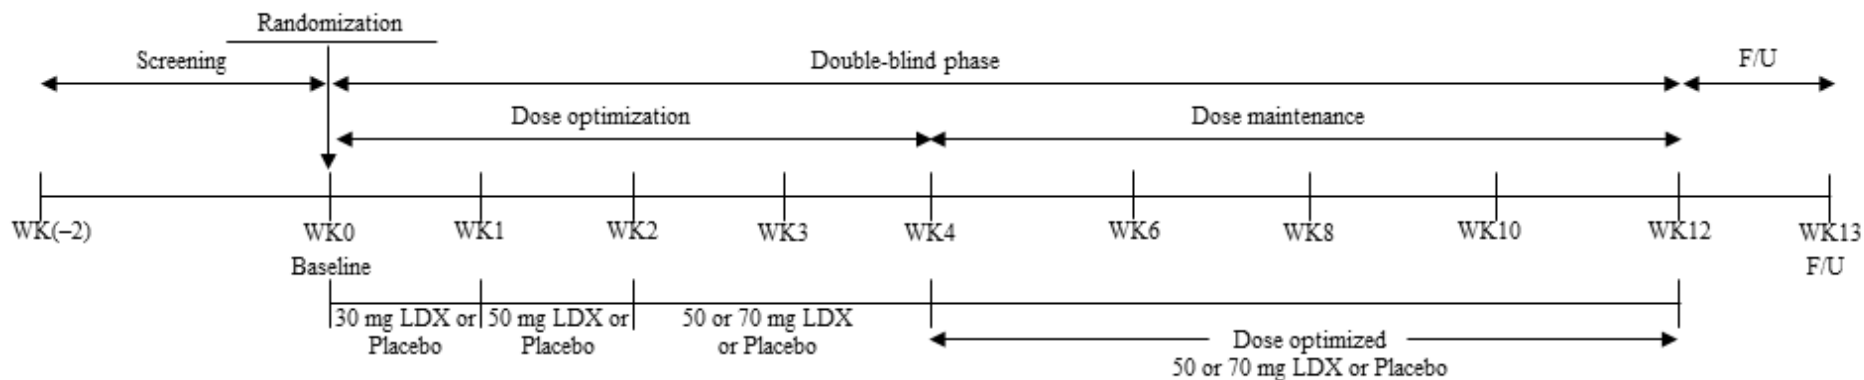 Randomization
Screening
Double-blind phase
F/U
Dose optimization
Dose maintenance
WK(–2)
WK0
WK1
WK2
WK3
WK4
WK6
WK8
WK10
WK12
WK13
Baseline
F/U
30 mg LDX or
Placebo
50 mg LDX or
Placebo
50 or 70 mg LDX
or Placebo
Dose optimized
50 or 70 mg LDX or Placebo